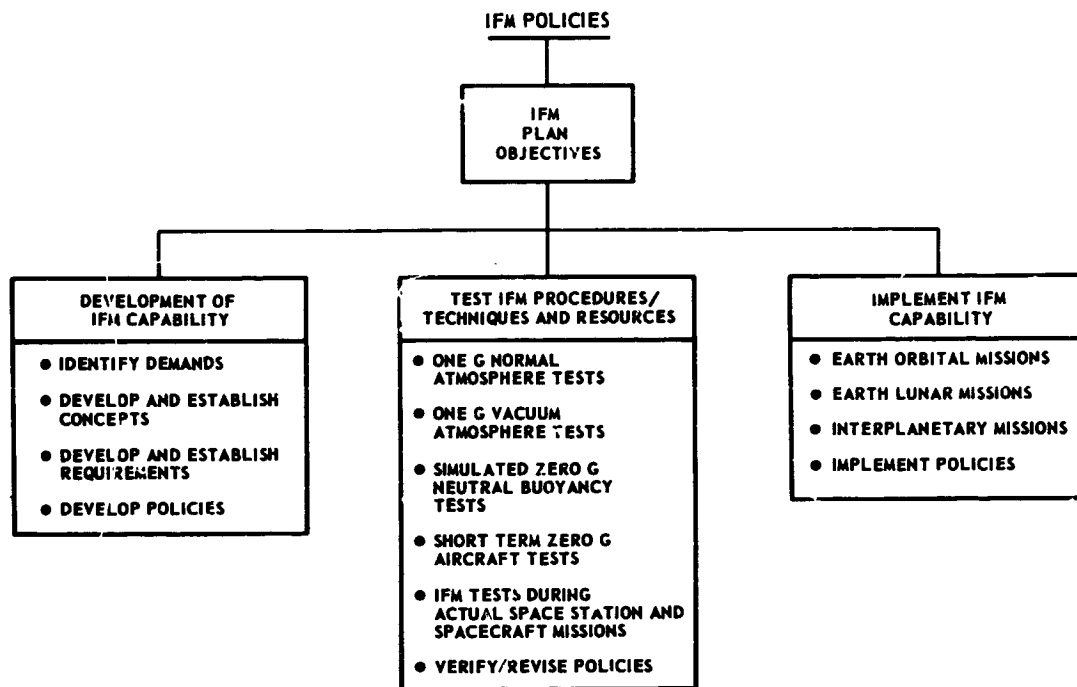 IFM POLICIES
IFM
PLAN
OBJECTIVES
DEVELOPMENT OF
IFM CAPABILITY
● IDENTIFY DEMANDS
● DEVELOP AND ESTABLISH
CONCEPTS
● DEVELOP AND ESTABLISH
REQUIREMENTS
● DEVELOP POLICIES
TEST IFM PROCEDURES/
TECHNIQUES AND RESOURCES
● ONE G NORMAL
ATMOSPHERE TESTS
● ONE G VACUUM
ATMOSPHERE TESTS
● SIMULATED ZERO G
NEUTRAL BUOYANCY
TESTS
● SHORT TERM ZERO G
AIRCRAFT TESTS
● IFM TESTS DURING
ACTUAL SPACE STATION AND
SPACECRAFT MISSIONS
● VERIFY/REVISE POLICIES
IMPLEMENT IFM
CAPABILITY
● EARTH ORBITAL MISSIONS
● EARTH LUNAR MISSIONS
● INTERPLANETARY MISSIONS
● IMPLEMENT POLICIES